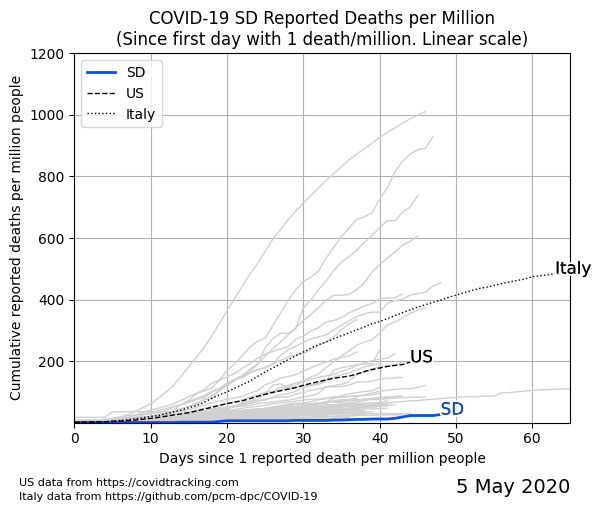 COVID-19 SD Reported Deaths per Million
(Since first day with 1 death/million. Linear scale)
Cumulative reported deaths per million people
1200
1000
800
600
400
200
SD
US
Italy
Italy
US
SD
0 10 20 30 40 50 60
Days since 1 reported death per million people
US data from https://covidtracking.com
Italy data from https://github.com/pcm-dpc/COVID-19
5 May 2020